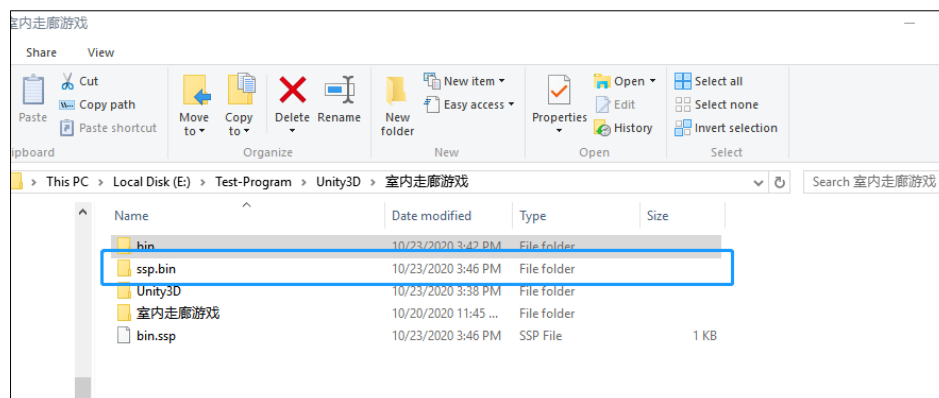 室内走廊游戏
Share View
Cut
Copy path
Paste shortcut
Paste
Move to
Copy to
Delete
Rename
New folder
New item
Easy access
Properties
Open
Edit
History
Select all
Select none
Invert selection
ipboard Organize New Open Select
This PC > Local Disk (E:) > Test-Program > Unity3D > 室内走廊游戏
Search 室内走廊游戏
Name Date modified Type Size
bin 10/23/2020 3:42 PM File folder
ssp.bin 10/23/2020 3:46 PM File folder
Unity3D 10/23/2020 3:38 PM File folder
室内走廊游戏 10/20/2020 11:45 ... File folder
bin.ssp 10/23/2020 3:46 PM SSP File 1 KB